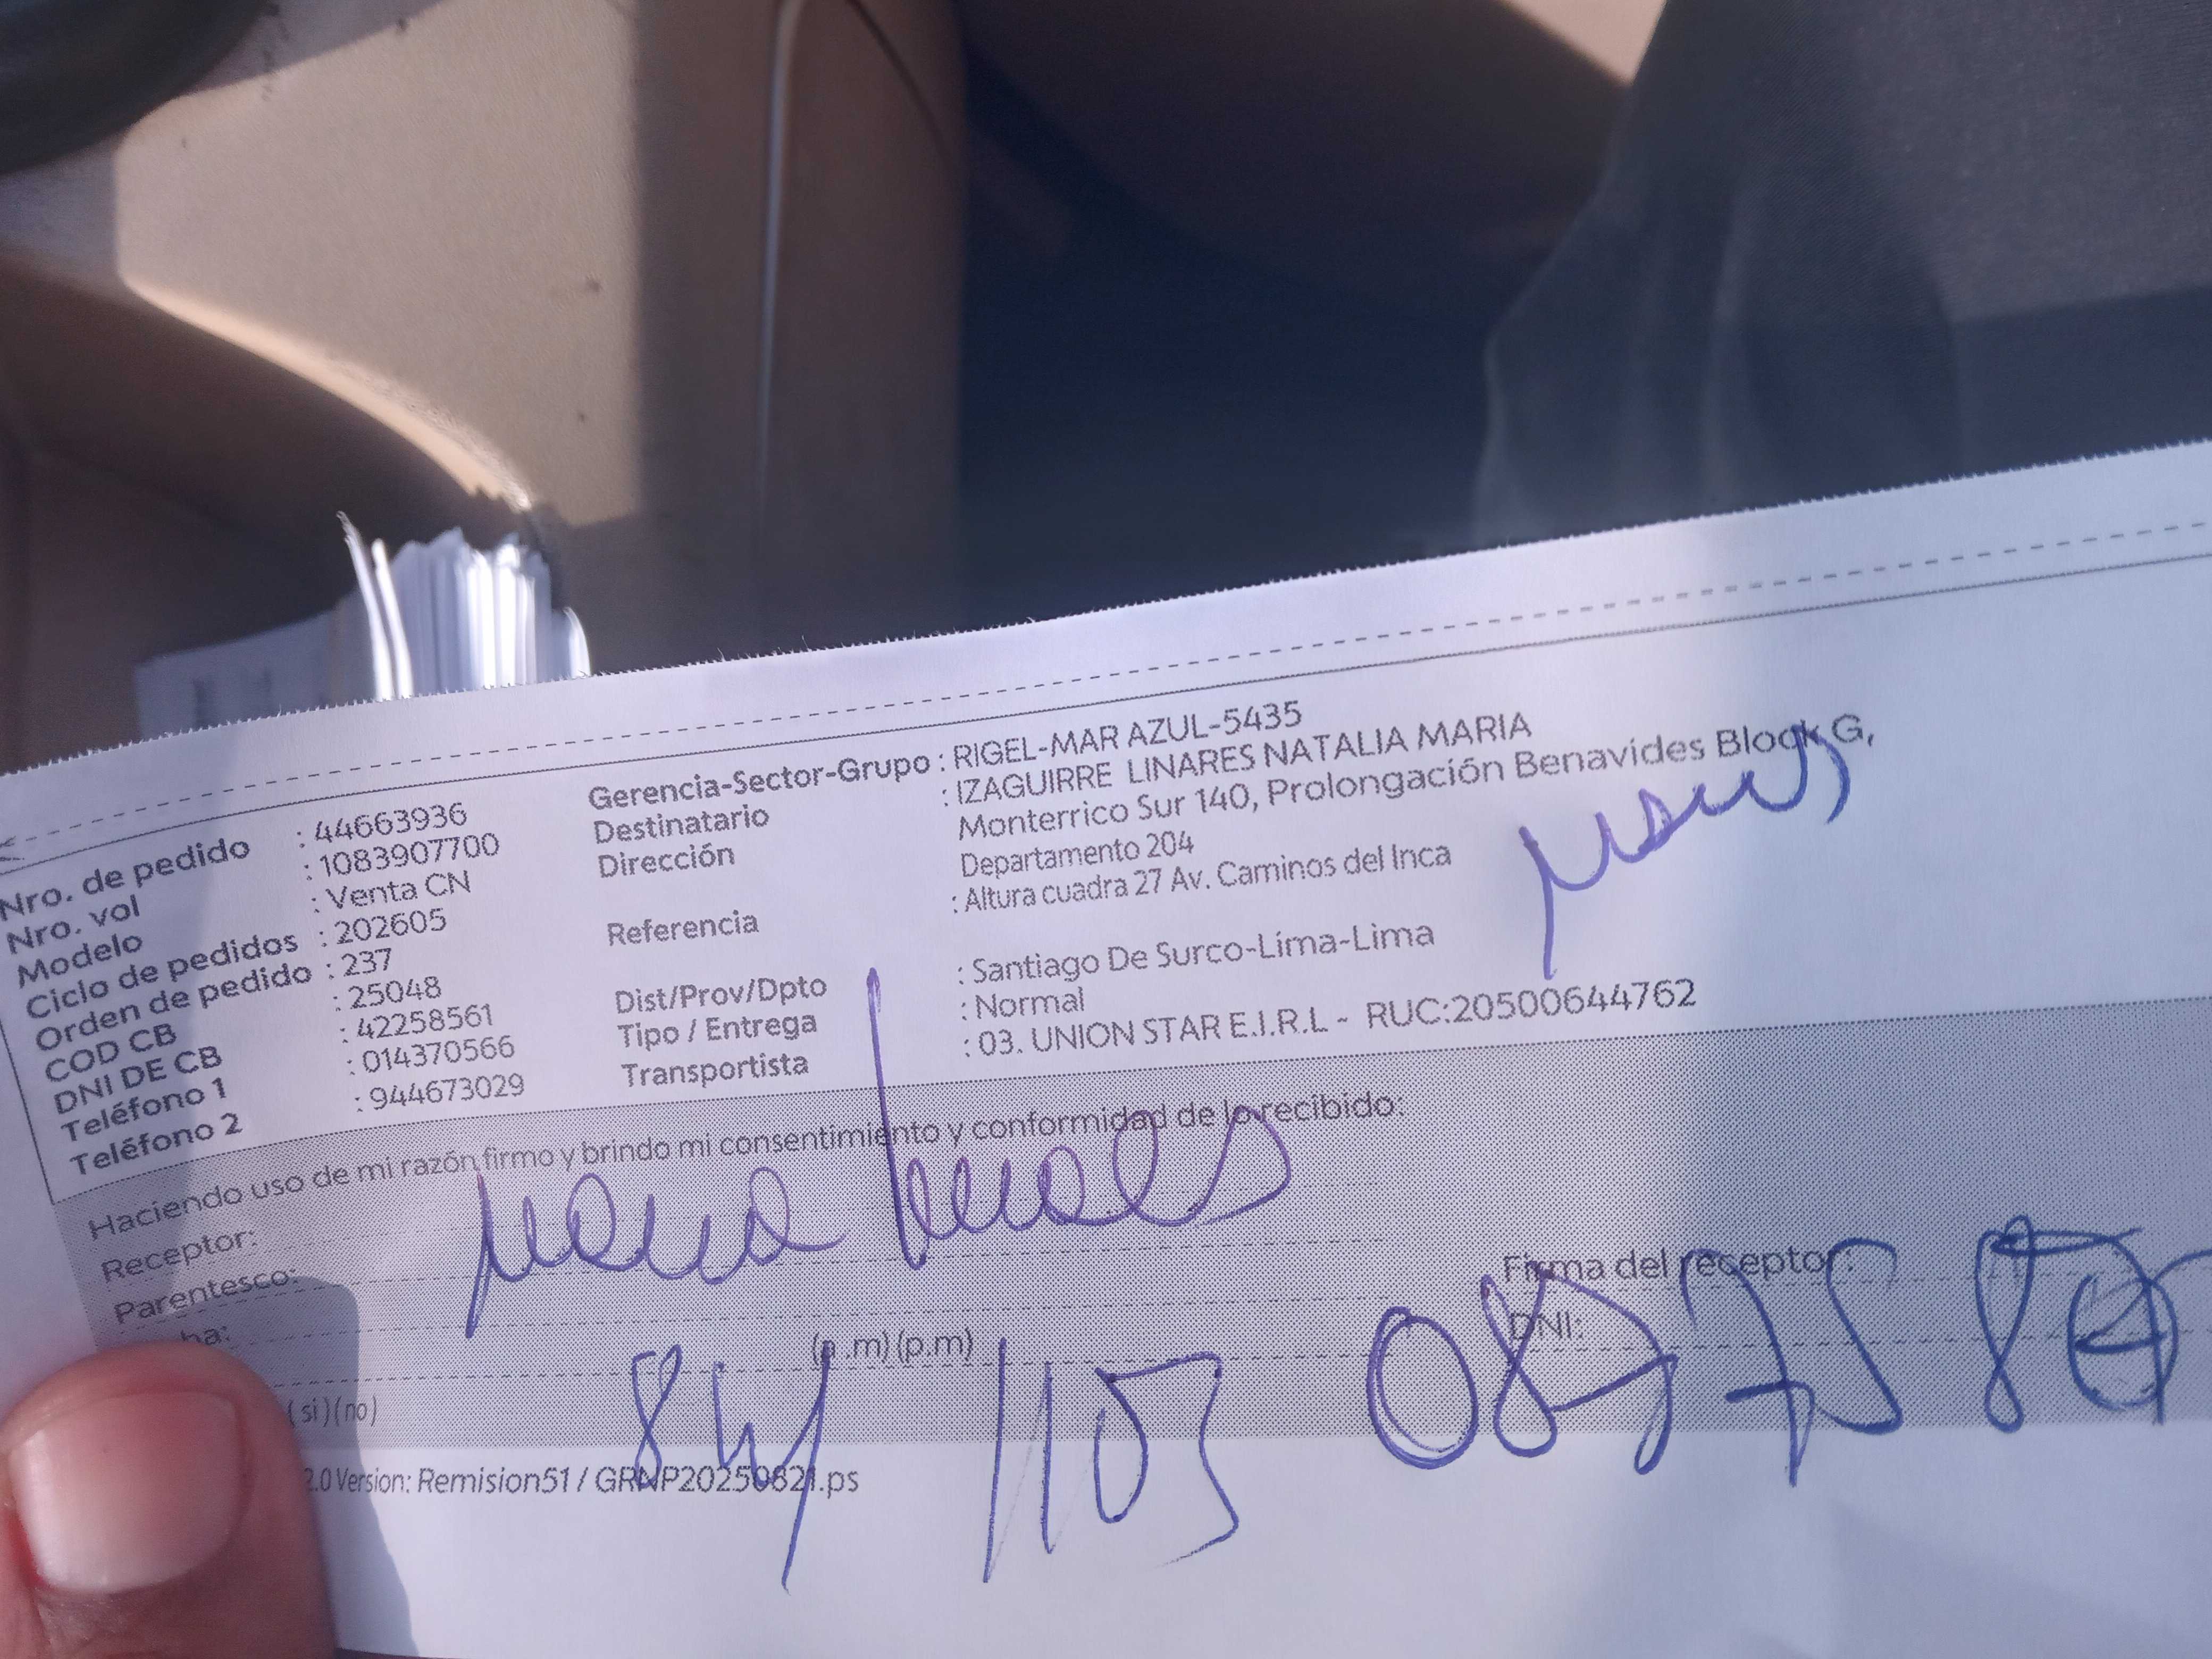 Nro. de pedido : 44663936
Nro. vol : 1083907700
Modelo : Venta CN
Ciclo de pedidos : 202605
Orden de pedido : 237
COD CB : 25048
DNI DE CB : 42258561
Teléfono 1 : 014370566
Teléfono 2 : 944673029
Gerencia-Sector-Grupo : RIGEL-MAR AZUL-5435
Destinatario : IZAGUIRRE LINARES NATALIA MARIA
Dirección Monterrico Sur 140, Prolongación Benavides Block G,
Departamento 204
Referencia : Altura cuadra 27 Av. Caminos del Inca
Dist/Prov/Dpto : Santiago De Surco-Lima-Lima
Tipo / Entrega : Normal
Transportista : 03. UNION STAR E.I.R.L - RUC:20500644762
Haciendo uso de mi razón firmo y brindo mi consentimiento y conformidad de lo recibido:
Receptor:
Parentesco:
ha:
(a .m) (p.m)
Firma del receptor:
DNI:
( si ) ( no )
2.0 Version: Remision51 / GRNP20250821.ps